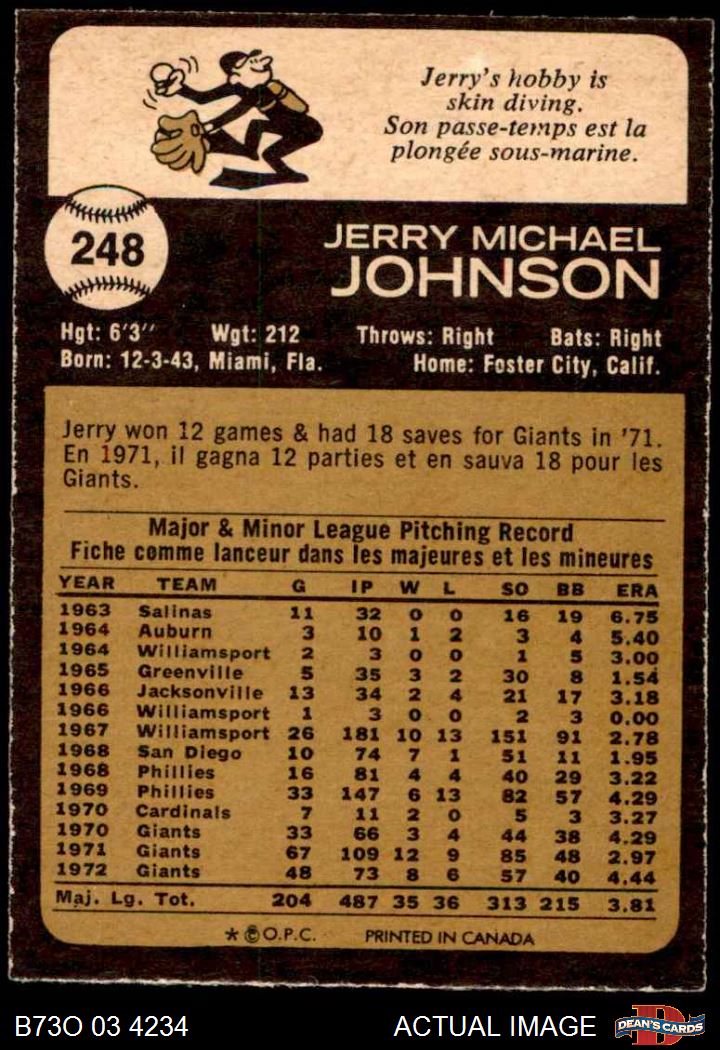 Jerry's hobby is
skin diving.
Son passe-temps est la
plongée sous-marine.
248
JERRY MICHAEL
JOHNSON
Hgt: 6'3" Wgt: 212 Throws: Right Bats: Right
Born: 12-3-43, Miami, Fla. Home: Foster City, Calif.
Jerry won 12 games & had 18 saves for Giants in '71.
En 1971, il gagna 12 parties et en sauva 18 pour les
Giants.
Major & Minor League Pitching Record
Fiche comme lanceur dans les majeures et les mineures
YEAR TEAM G IP W L SO BB ERA
1963 Salinas 11 32 0 0 16 19 6.75
1964 Auburn 3 10 1 2 3 4 5.40
1964 Williamsport 2 3 0 0 1 5 3.00
1965 Greenville 5 35 3 2 30 8 1.54
1966 Jacksonville 13 34 2 4 21 17 3.18
1966 Williamsport 1 3 0 0 2 3 0.00
1967 Williamsport 26 181 10 13 151 91 2.78
1968 San Diego 10 74 7 1 51 11 1.95
1968 Phillies 16 81 4 4 40 29 3.22
1969 Phillies 33 147 6 13 82 57 4.29
1970 Cardinals 7 11 2 0 5 3 3.27
1970 Giants 33 66 3 4 44 38 4.29
1971 Giants 67 109 12 9 85 48 2.97
1972 Giants 48 73 8 6 57 40 4.44
Maj. Lg. Tot. 204 487 35 36 313 215 3.81
* © O.P.C. PRINTED IN CANADA
B73O 03 4234 ACTUAL IMAGE DEAN'S CARDS